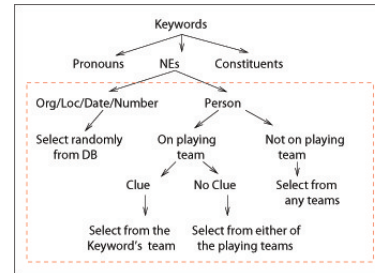 Keywords
Pronouns NEs Constituents
Org/Loc/Date/Number Person
Select randomly
from DB
On playing
team
Not on playing
team
Clue No Clue
Select from
any teams
Select from the
Keyword's team
Select from either of
the playing teams